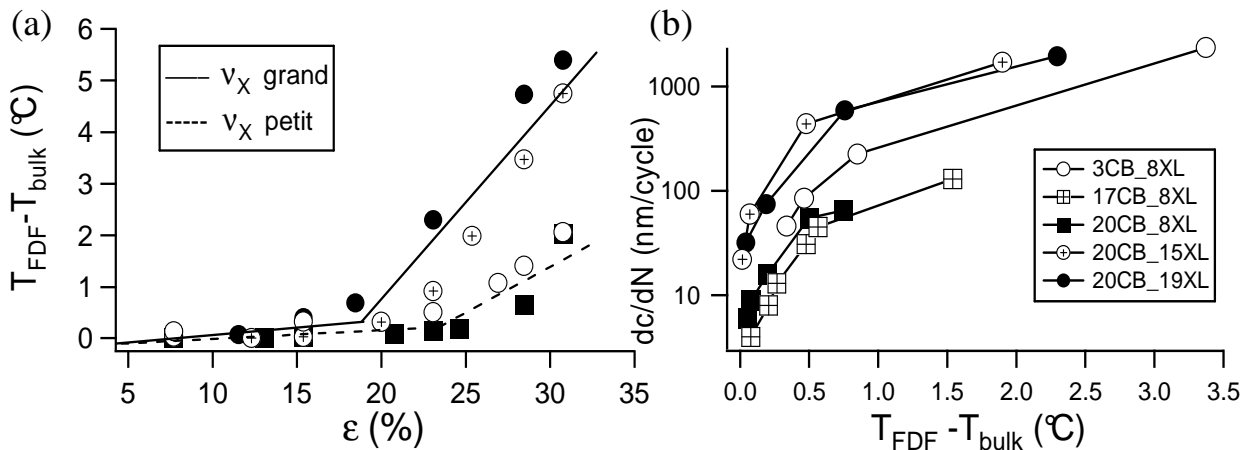 (a)
6
5
4
3
2
1
0
T_FDF-T_bulk (°C)
ν_X grand
ν_X petit
5
10
15
20
25
30
35
ε (%)
(b)
1000
100
10
dc/dN (nm/cycle)
3CB_8XL
17CB_8XL
20CB_8XL
20CB_15XL
20CB_19XL
0.0
0.5
1.0
1.5
2.0
2.5
3.0
3.5
T_FDF -T_bulk (°C)